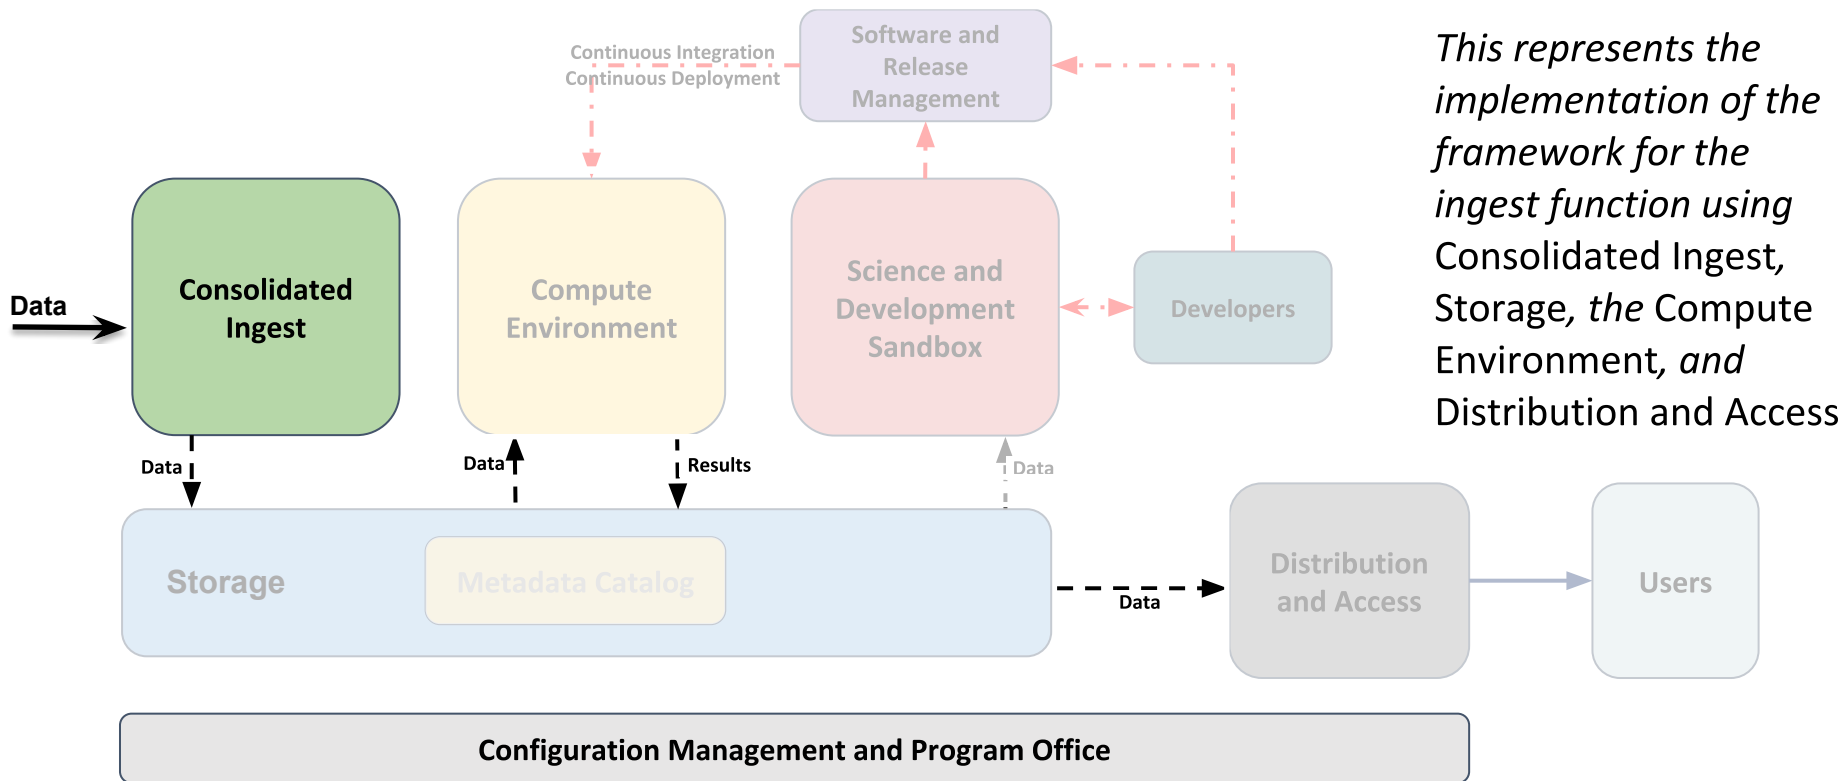 Continuous Integration
Continuous Deployment
Software and
Release
Management
This represents the
implementation of the
framework for the
ingest function using
Consolidated Ingest,
Storage, the Compute
Environment, and
Distribution and Access
Data
Consolidated
Ingest
Compute
Environment
Science and
Development
Sandbox
Developers
Data
Data
Results
Data
Storage
Metadata Catalog
Data
Distribution
and Access
Users
Configuration Management and Program Office